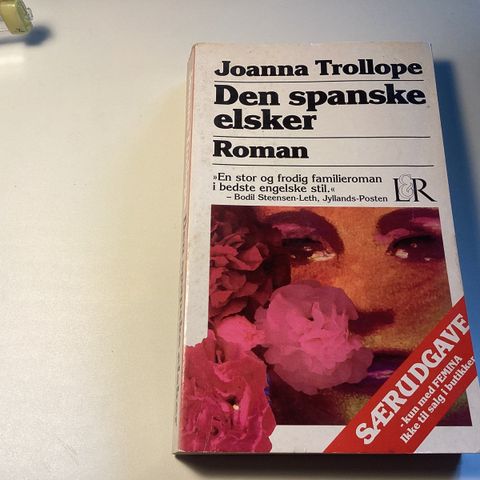 Joanna Trollope
Den spanske
elsker
Roman
»En stor og frodig familieroman
i bedste engelske stil.«
– Bodil Steensen-Leth, Jyllands-Posten
L&R
SÆRUDGAVE
- kun med FEMINA
Ikke til salg i butikker